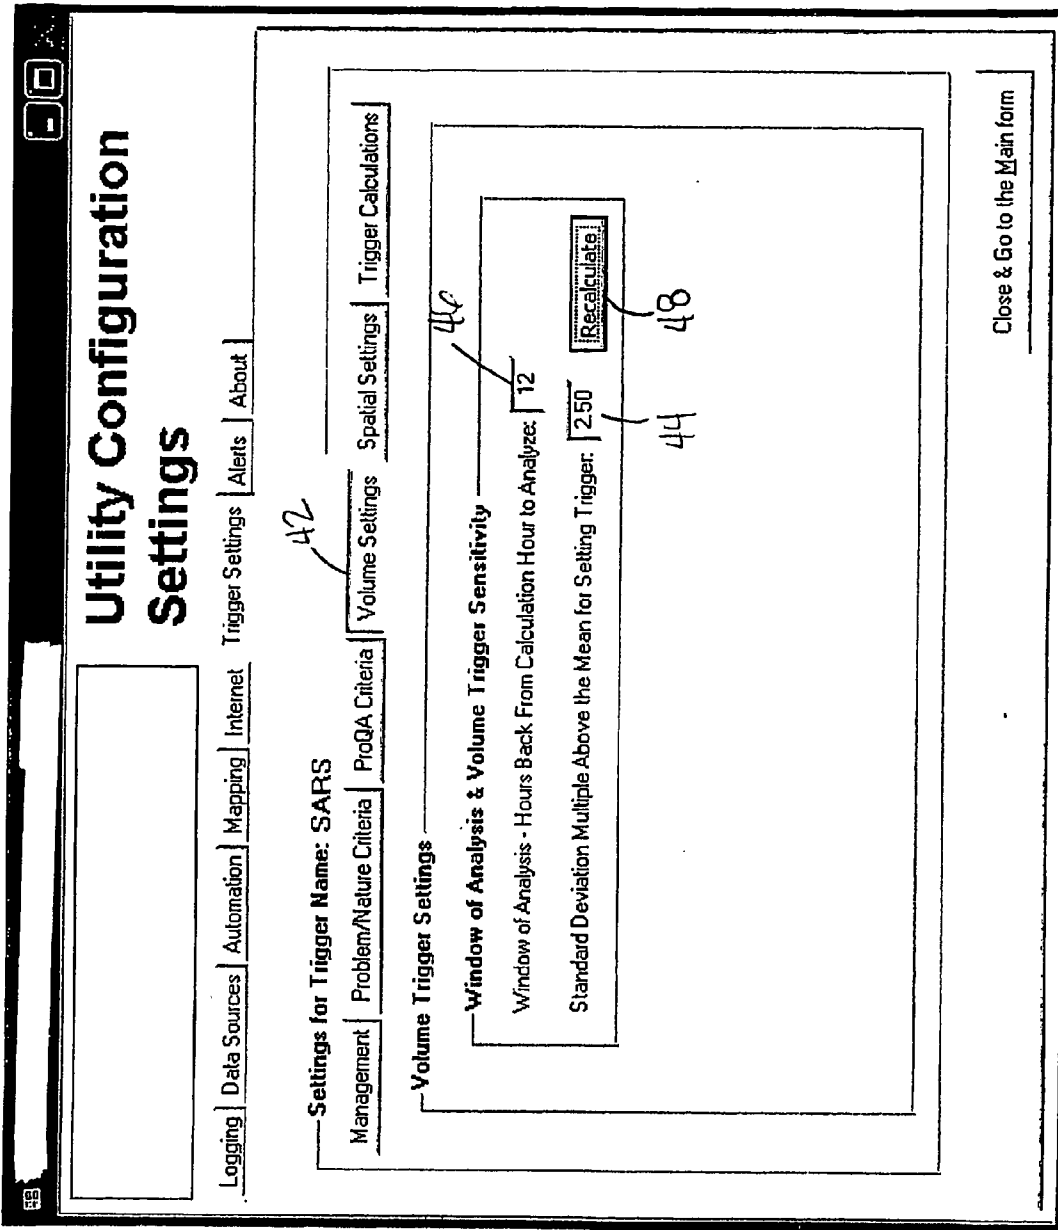 Utility Configuration
Settings
Logging Data Sources Automation Mapping Internet Trigger Settings Alerts About
42
Settings for Trigger Name: SARS
Management Problem/Nature Criteria ProQA Criteria Volume Settings Spatial Settings Trigger Calculations
Volume Trigger Settings
46
Window of Analysis & Volume Trigger Sensitivity
Window of Analysis - Hours Back From Calculation Hour to Analyze: 12
Standard Deviation Multiple Above the Mean for Setting Trigger: 2.50 Recalculate
44
48
Close & Go to the Main form